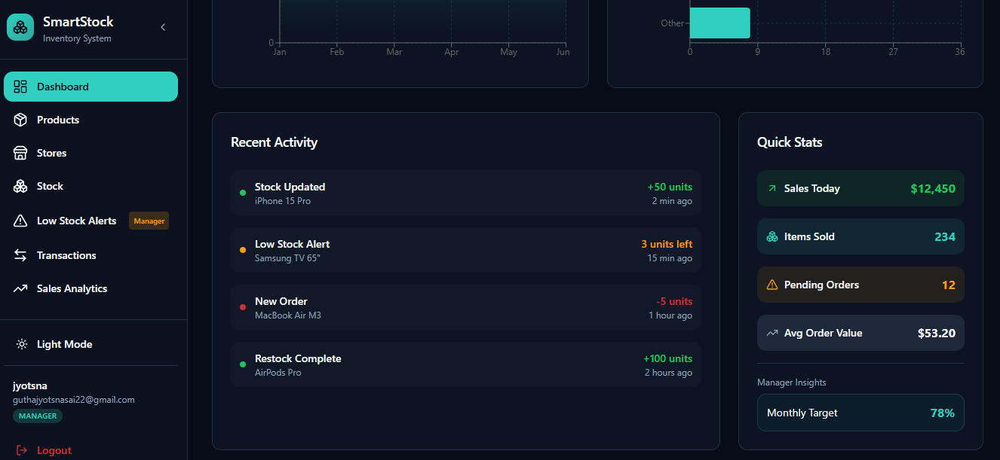 SmartStock
Inventory System
Dashboard
Products
Stores
Stock
Low Stock Alerts Manager
Transactions
Sales Analytics
Light Mode
jyotsna
guthajyotsnasai22@gmail.com
MANAGER
Logout
0
Jan Feb Mar Apr May Jun
Other
0 9 18 27 36
Recent Activity
Stock Updated +50 units
iPhone 15 Pro 2 min ago
Low Stock Alert 3 units left
Samsung TV 65" 15 min ago
New Order -5 units
MacBook Air M3 1 hour ago
Restock Complete +100 units
AirPods Pro 2 hours ago
Quick Stats
Sales Today $12,450
Items Sold 234
Pending Orders 12
Avg Order Value $53.20
Manager Insights
Monthly Target 78%